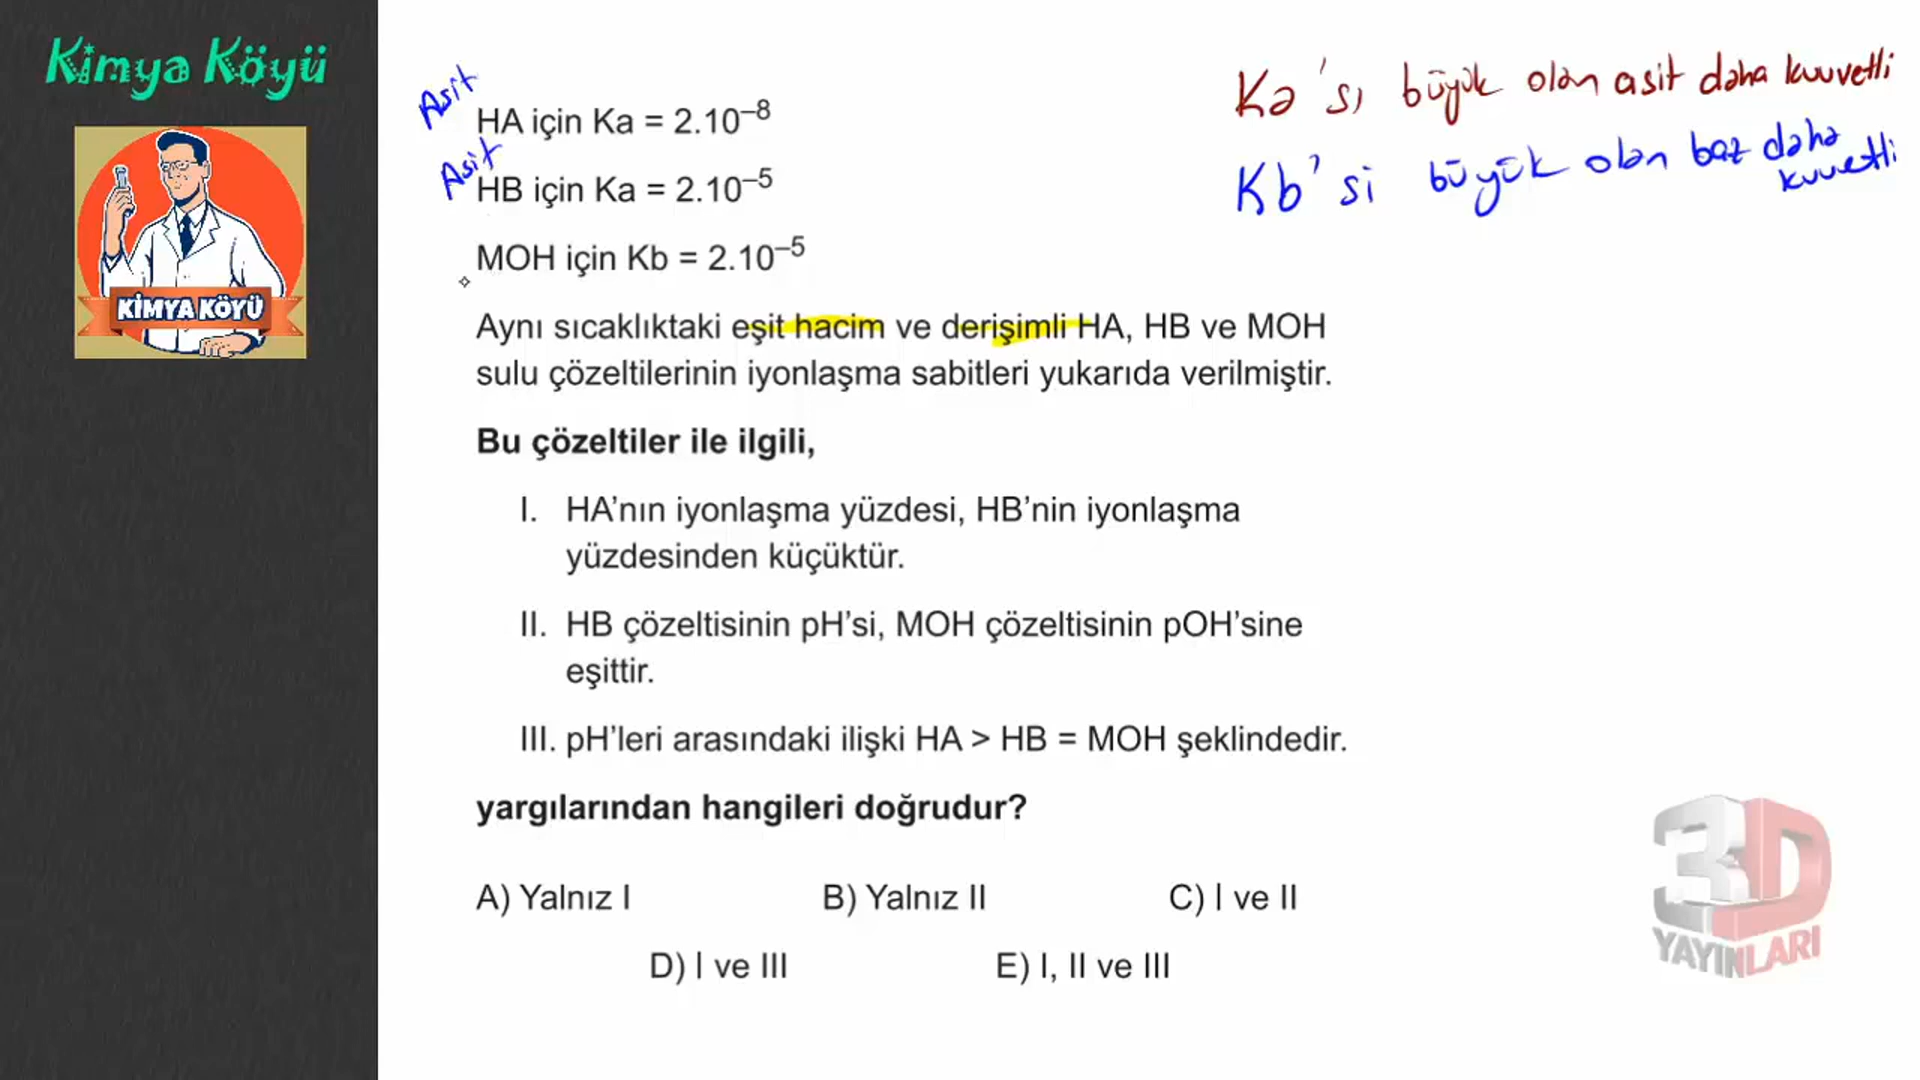 Kimya Köyü
KİMYA KÖYÜ
Asit
HA için Ka = 2.10⁻⁸
Asit
HB için Ka = 2.10⁻⁵
MOH için Kb = 2.10⁻⁵
Ka'sı büyük olan asit daha kuvvetli
Kb'si büyük olan baz daha
kuvvetli
Aynı sıcaklıktaki eşit hacim ve derişimli HA, HB ve MOH
sulu çözeltilerinin iyonlaşma sabitleri yukarıda verilmiştir.
Bu çözeltiler ile ilgili,
I. HA'nın iyonlaşma yüzdesi, HB'nin iyonlaşma
yüzdesinden küçüktür.
II. HB çözeltisinin pH'si, MOH çözeltisinin pOH'sine
eşittir.
III. pH'leri arasındaki ilişki HA > HB = MOH şeklindedir.
yargılarından hangileri doğrudur?
A) Yalnız I B) Yalnız II C) I ve II
D) I ve III E) I, II ve III
3D
YAYINLARI